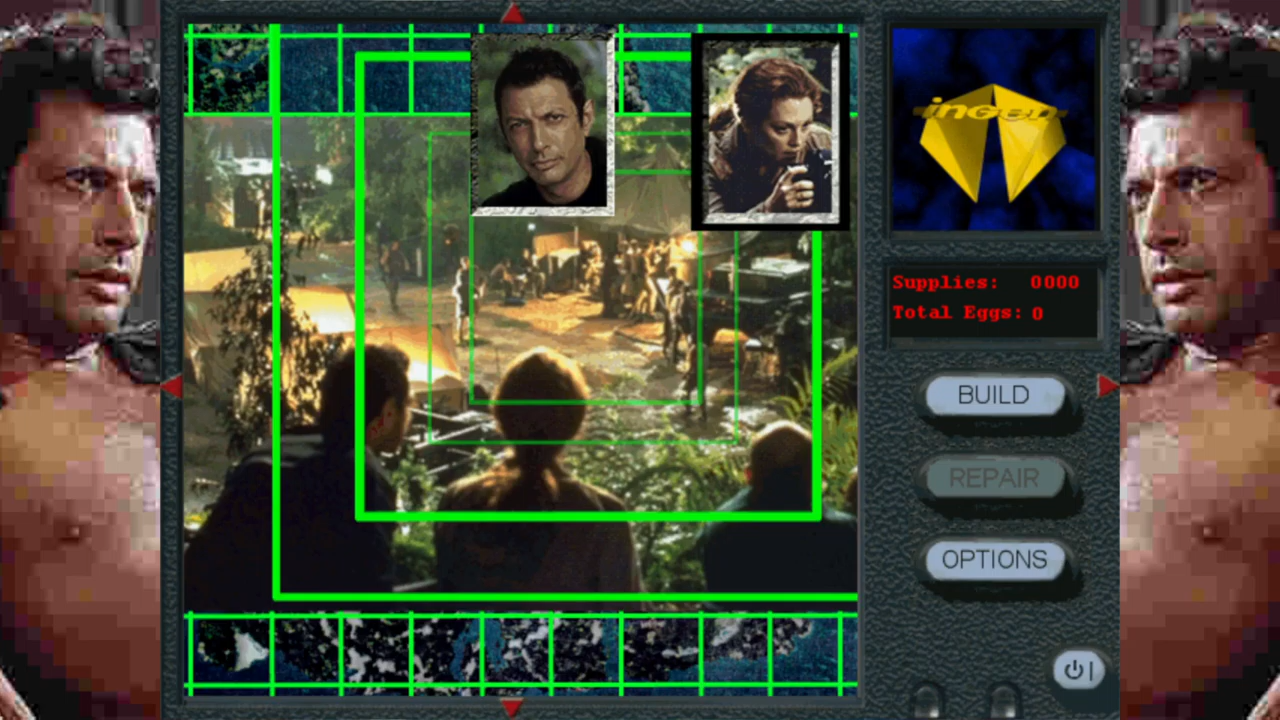 InGen
Supplies: 0000
Total Eggs: 0
BUILD
REPAIR
OPTIONS